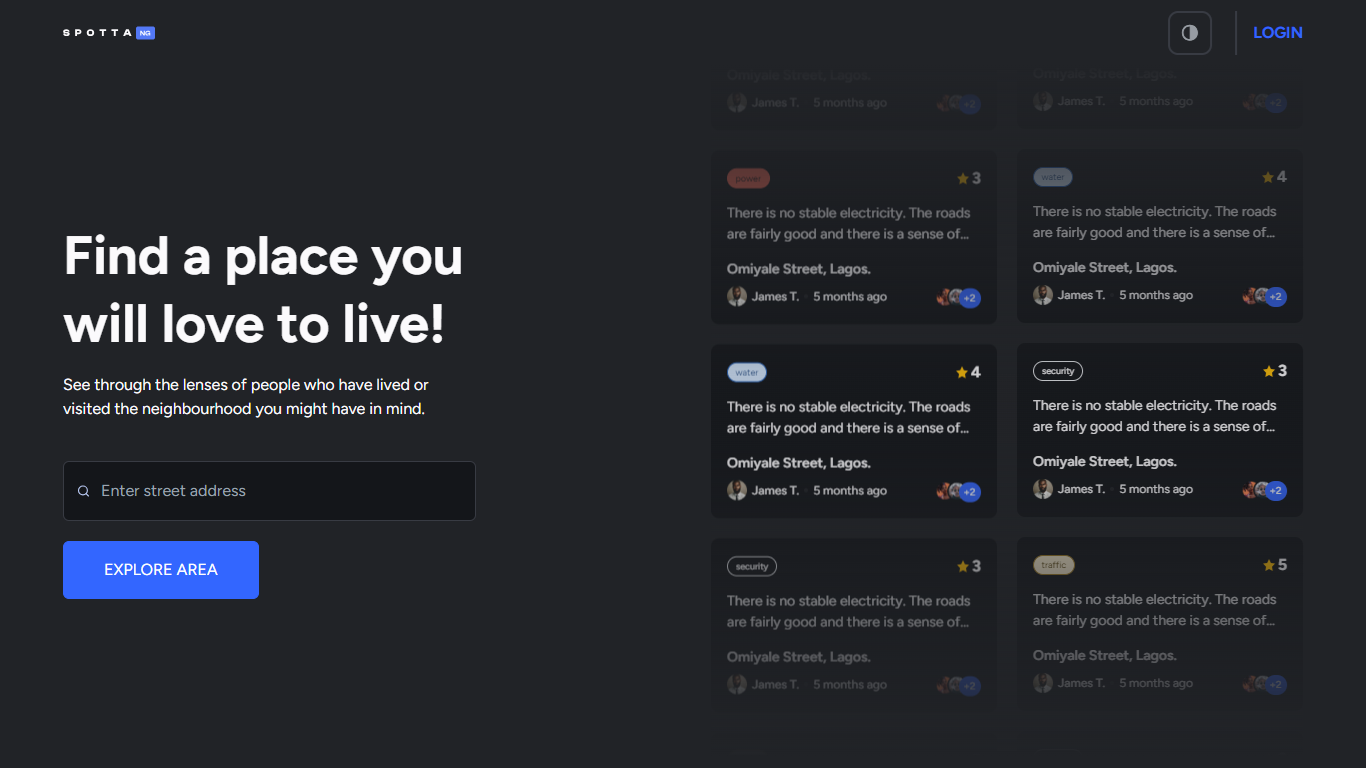 SPOTTA NG
LOGIN
Find a place you
will love to live!
See through the lenses of people who have lived or
visited the neighbourhood you might have in mind.
Enter street address
EXPLORE AREA
Omiyale Street, Lagos.
James T. 5 months ago +2
power 3
There is no stable electricity. The roads
are fairly good and there is a sense of...
Omiyale Street, Lagos.
James T. 5 months ago +2
water 4
There is no stable electricity. The roads
are fairly good and there is a sense of...
Omiyale Street, Lagos.
James T. 5 months ago +2
security 3
There is no stable electricity. The roads
are fairly good and there is a sense of...
Omiyale Street, Lagos.
James T. 5 months ago +2
Omiyale Street, Lagos.
James T. 5 months ago +2
water 4
There is no stable electricity. The roads
are fairly good and there is a sense of...
Omiyale Street, Lagos.
James T. 5 months ago +2
security 3
There is no stable electricity. The roads
are fairly good and there is a sense of...
Omiyale Street, Lagos.
James T. 5 months ago +2
traffic 5
There is no stable electricity. The roads
are fairly good and there is a sense of...
Omiyale Street, Lagos.
James T. 5 months ago +2